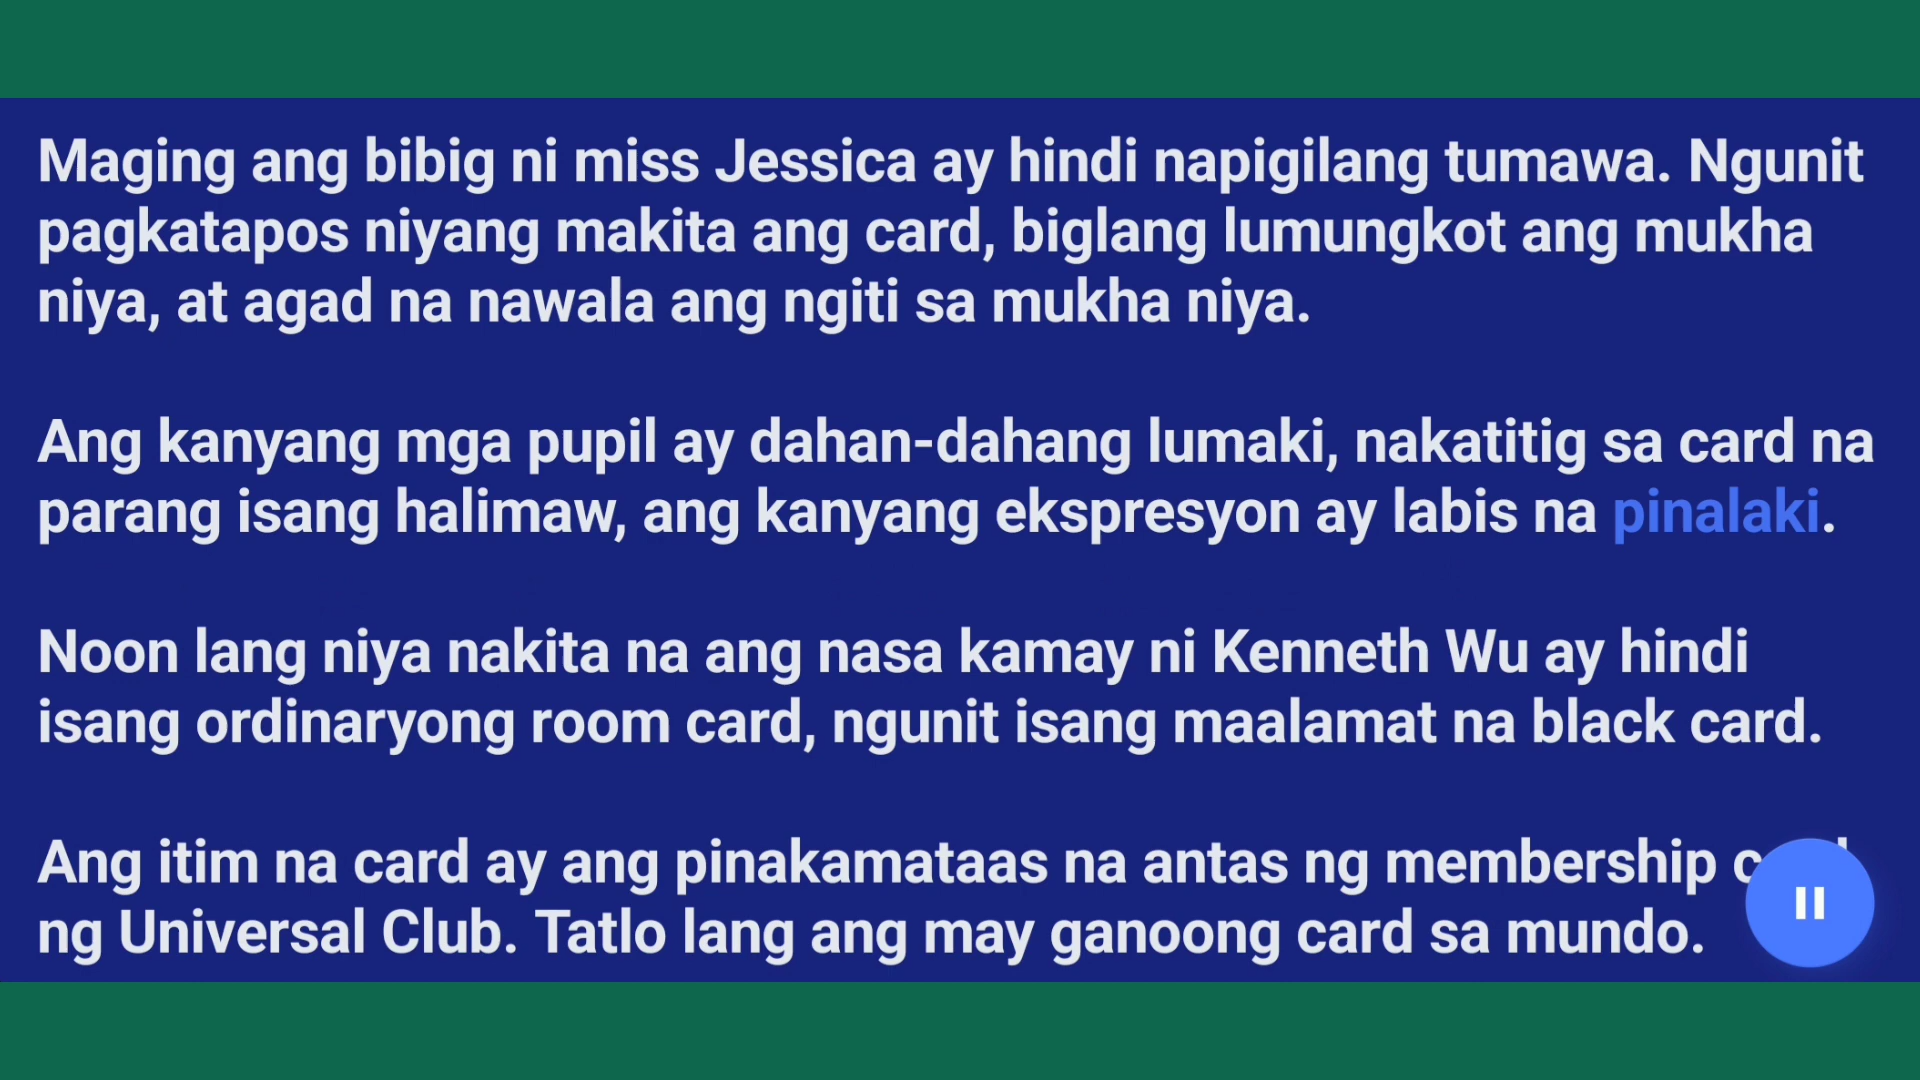 Maging ang bibig ni miss Jessica ay hindi napigilang tumawa. Ngunit
pagkatapos niyang makita ang card, biglang lumungkot ang mukha
niya, at agad na nawala ang ngiti sa mukha niya.
Ang kanyang mga pupil ay dahan-dahang lumaki, nakatitig sa card na
parang isang halimaw, ang kanyang ekspresyon ay labis na pinalaki.
Noon lang niya nakita na ang nasa kamay ni Kenneth Wu ay hindi
isang ordinaryong room card, ngunit isang maalamat na black card.
Ang itim na card ay ang pinakamataas na antas ng membership
ng Universal Club. Tatlo lang ang may ganoong card sa mundo.